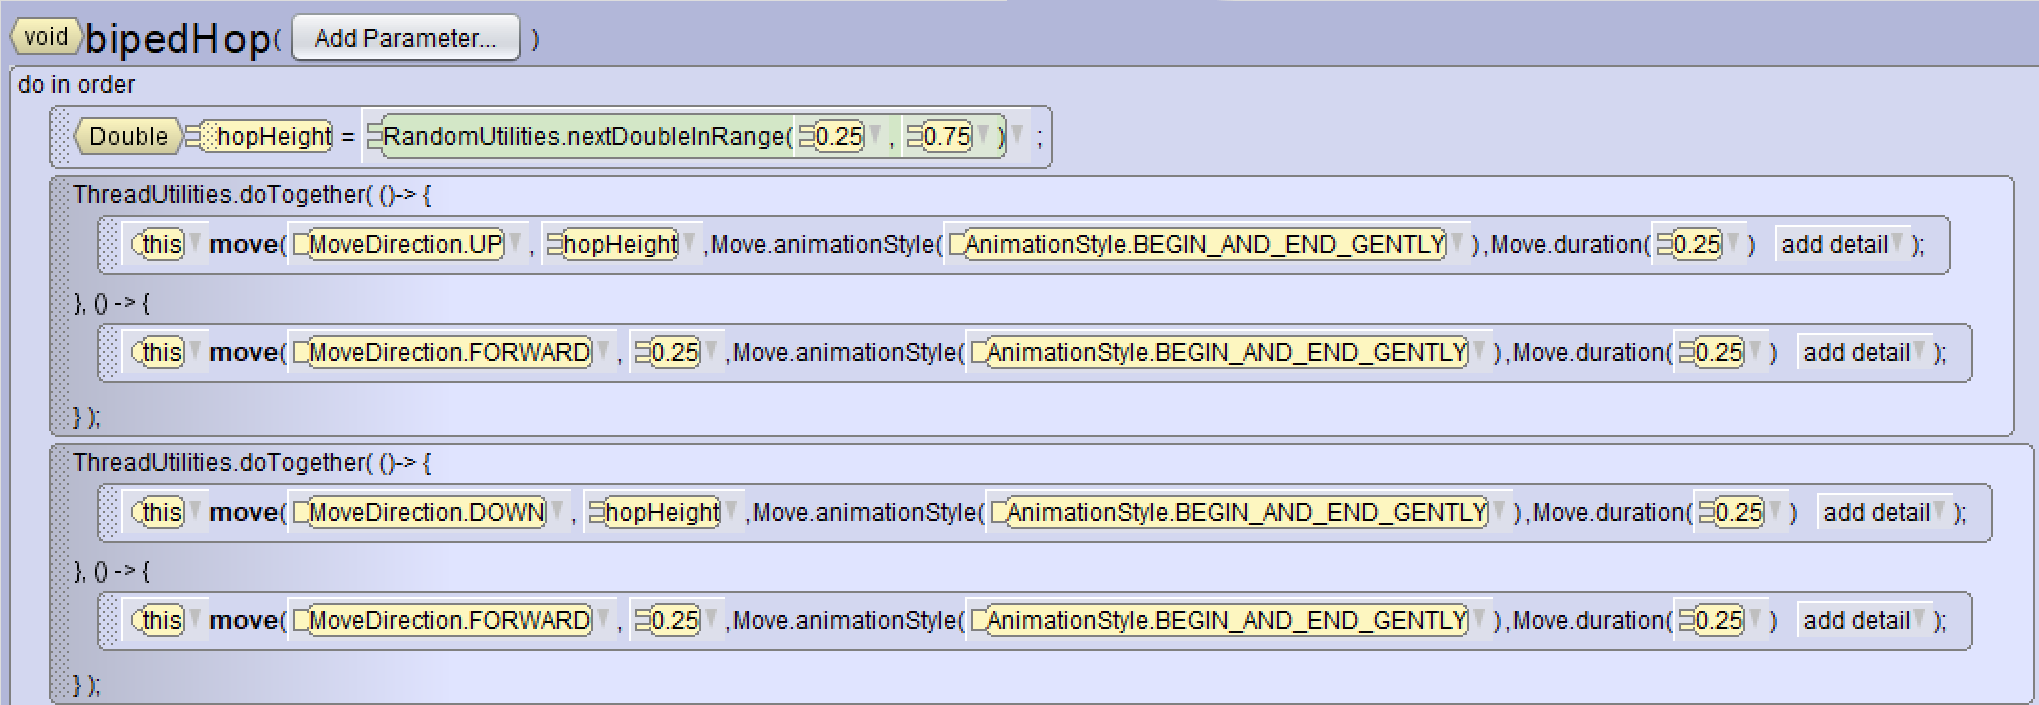 void bipedHop( Add Parameter... )
do in order
Double hopHeight = RandomUtilities.nextDoubleInRange( 0.25 , 0.75 ) ;
ThreadUtilities.doTogether( ()-> {
this move( MoveDirection.UP , hopHeight ,Move.animationStyle( AnimationStyle.BEGIN_AND_END_GENTLY ),Move.duration( 0.25 ) add detail );
}, () -> {
this move( MoveDirection.FORWARD , 0.25 ,Move.animationStyle( AnimationStyle.BEGIN_AND_END_GENTLY ),Move.duration( 0.25 ) add detail );
} );
ThreadUtilities.doTogether( ()-> {
this move( MoveDirection.DOWN , hopHeight ,Move.animationStyle( AnimationStyle.BEGIN_AND_END_GENTLY ),Move.duration( 0.25 ) add detail );
}, () -> {
this move( MoveDirection.FORWARD , 0.25 ,Move.animationStyle( AnimationStyle.BEGIN_AND_END_GENTLY ),Move.duration( 0.25 ) add detail );
} );